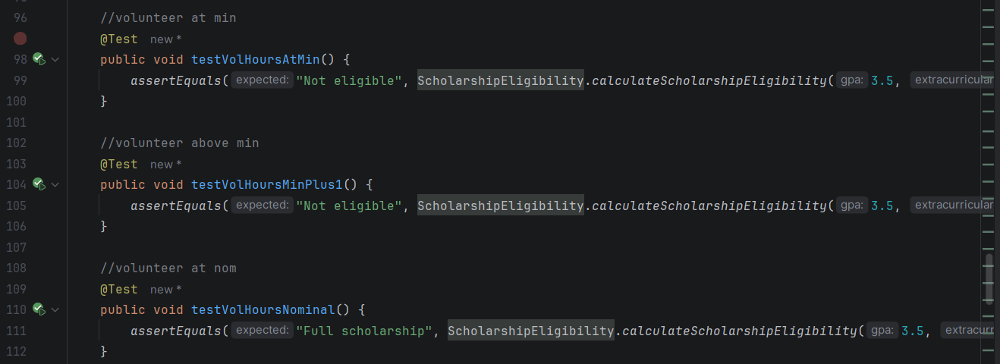 96 //volunteer at min
@Test new *
98 public void testVolHoursAtMin() {
99 assertEquals( expected: "Not eligible", ScholarshipEligibility.calculateScholarshipEligibility( gpa: 3.5, extracurricular
100 }
101
102 //volunteer above min
103 @Test new *
104 public void testVolHoursMinPlus1() {
105 assertEquals( expected: "Not eligible", ScholarshipEligibility.calculateScholarshipEligibility( gpa: 3.5, extracurricular
106 }
107
108 //volunteer at nom
109 @Test new *
110 public void testVolHoursNominal() {
111 assertEquals( expected: "Full scholarship", ScholarshipEligibility.calculateScholarshipEligibility( gpa: 3.5, extracurr
112 }